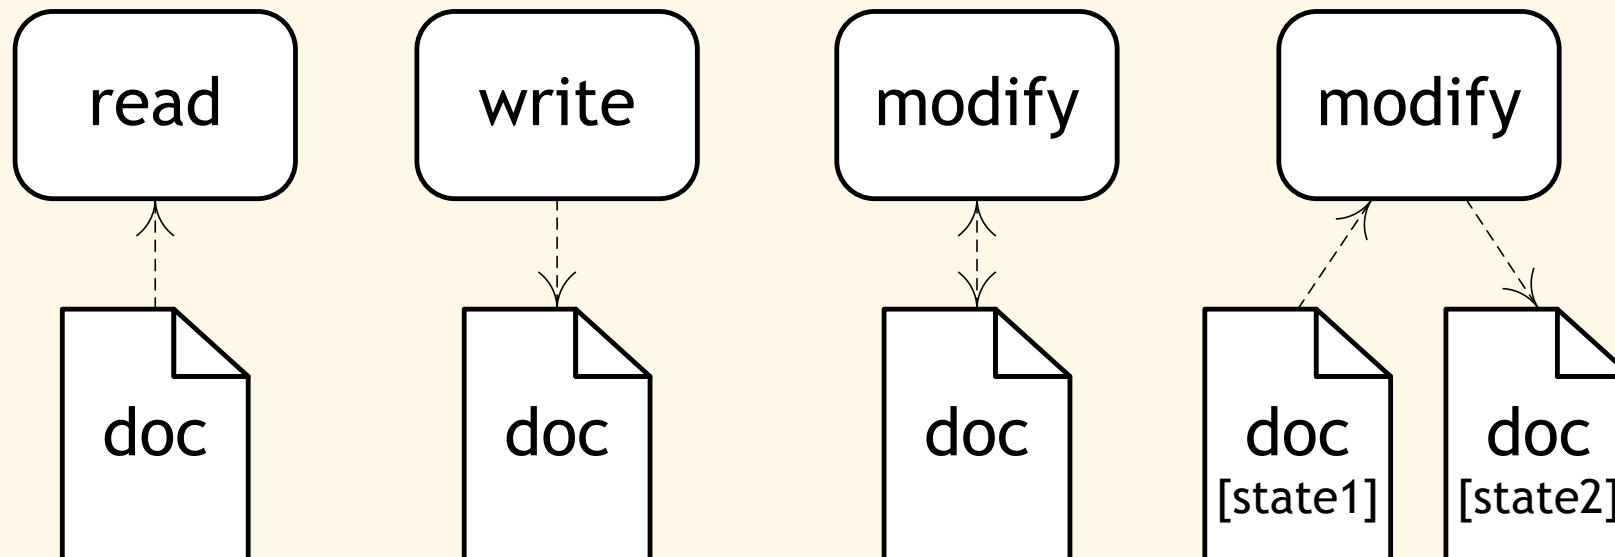 read
write
modify
modify
doc
doc
doc
doc
[state1]
doc
[state2]